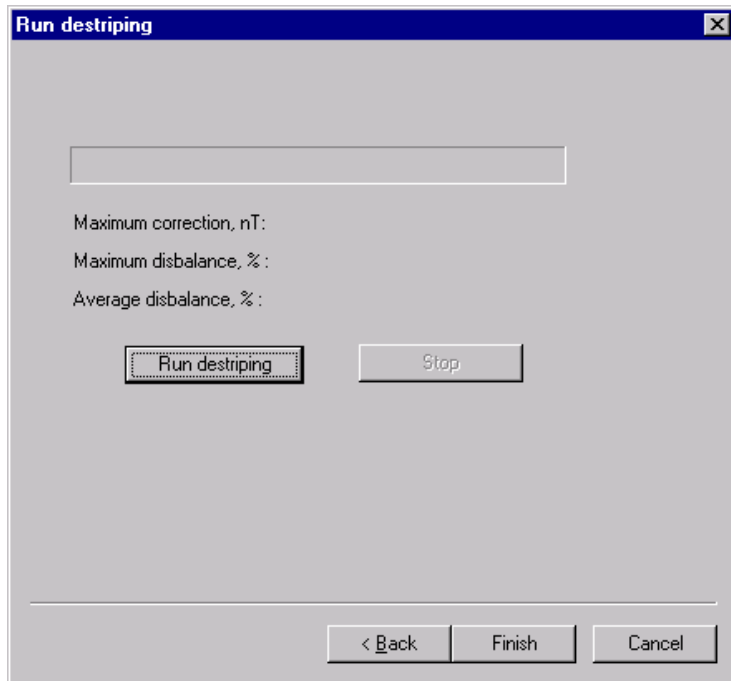 Run destriping
Maximum correction, nT:
Maximum disbalance, % :
Average disbalance, % :
Run destriping
Stop
< Back
Finish
Cancel